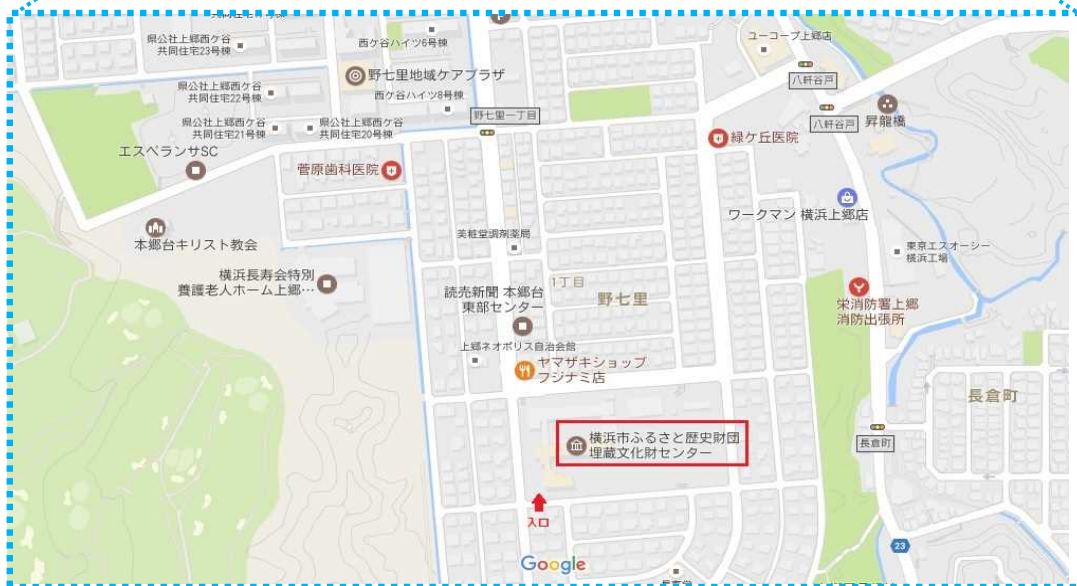 共同住宅19号棟
県公社上郷西ケ谷
共同住宅23号棟
西ケ谷ハイツ6号棟
ユーコープ上郷店
野七里地域ケアプラザ
八軒谷戸
県公社上郷西ケ谷
共同住宅22号棟
西ケ谷ハイツ8号棟
野七里一丁目
県公社上郷西ケ谷
共同住宅21号棟
県公社上郷西ケ谷
共同住宅20号棟
八軒谷戸
昇龍橋
エスペランサSC
緑ケ丘医院
菅原歯科医院
ワークマン 横浜上郷店
本郷台キリスト教会
美粧堂調剤薬局
東京エスオーシー
横浜工場
横浜長寿会特別
養護老人ホーム上郷…
1丁目
野七里
読売新聞 本郷台
東部センター
栄消防署上郷
消防出張所
上郷ネオポリス自治会館
ヤマザキショップ
フジナミ店
長倉町
横浜市ふるさと歴史財団
埋蔵文化財センター
長倉町
入口
23
Google